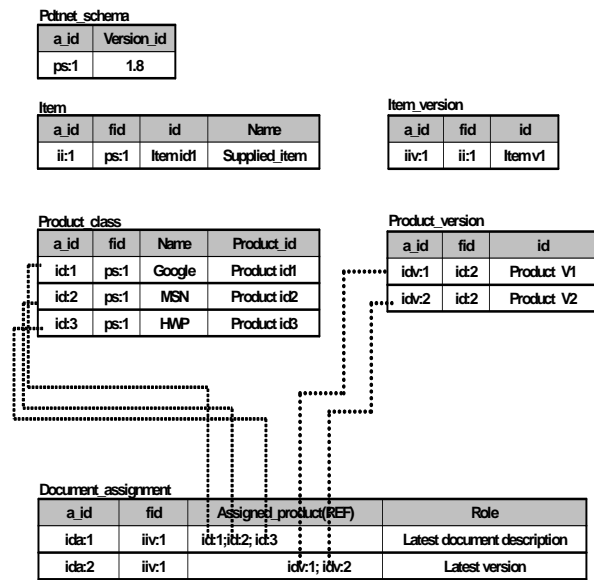 Pdtnet_schema
a_id Version_id
ps:1 1.8
Item
a_id fid id Name
ii:1 ps:1 Itemid1 Supplied_item
Item_version
a_id fid id
iiv:1 ii:1 Itemv1
Product_class
a_id fid Name Product_id
id:1 ps:1 Google Product id1
id:2 ps:1 MSN Product id2
id:3 ps:1 HWP Product id3
Product_version
a_id fid id
idv:1 id:2 Product V1
idv:2 id:2 Product V2
Document_assignment
a_id fid Assigned_product(REF) Role
ida:1 iiv:1 id:1;id:2; id:3 Latest document description
ida:2 iiv:1 idv:1; idv:2 Latest version